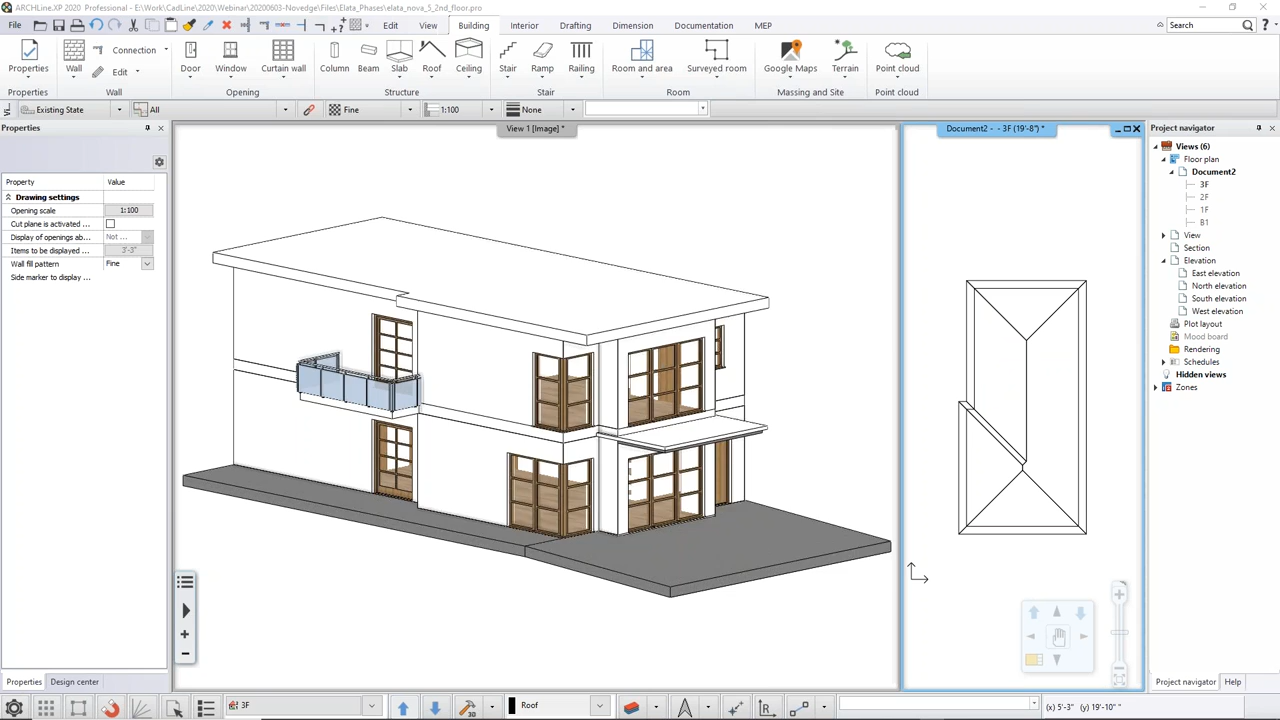 ARCHLine.XP 2020 Professional - E:\Work\CadLine\2020\Webinar\20200603-Novedge\Files\Elata_Phases\elata_nova_5_2nd_floor.pro
File Edit View Building Interior Drafting Dimension Documentation MEP Search
Properties Wall Connection Edit Door Window Curtain wall Column Beam Slab Roof Ceiling Stair Ramp Railing Room and area Surveyed room Google Maps Terrain Point cloud
Properties Wall Opening Structure Stair Room Massing and Site Point cloud
Existing State All Fine 1:100 None
Properties
Property Value
Drawing settings
Opening scale 1:100
Cut plane is activated ...
Display of openings ab... Not ...
Items to be displayed ... 3'-3"
Wall fill pattern Fine
Side marker to display ...
Properties Design center
View 1 [Image] *
Document2 - - 3F (19'-8") *
Project navigator
Views (6)
Floor plan
Document2
3F
2F
1F
B1
View
Section
Elevation
East elevation
North elevation
South elevation
West elevation
Plot layout
Mood board
Rendering
Schedules
Hidden views
Zones
Project navigator Help
3F Roof (x) 5'-3" (y) 19'-10"